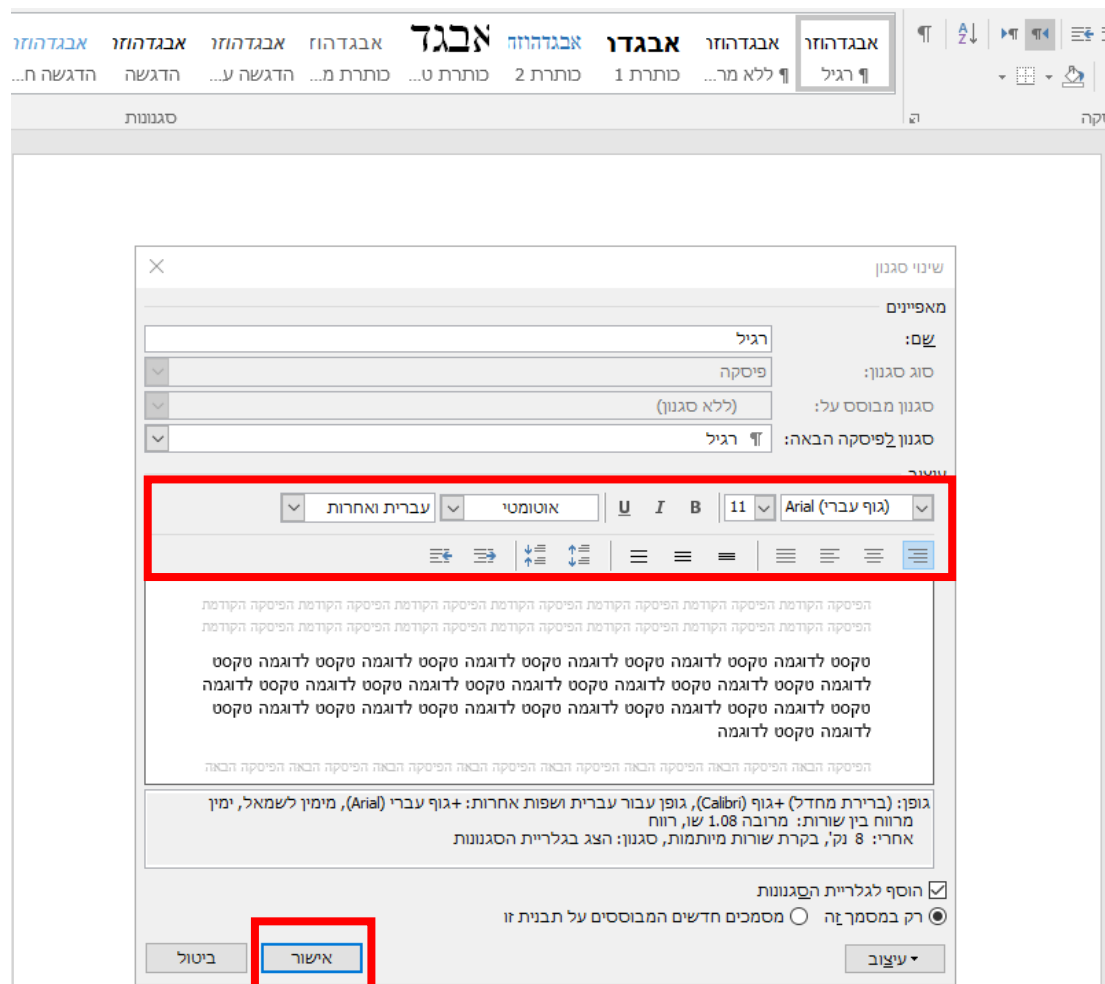 אבגדהוזו אבגדהוזו אבגדו אבגדהוזח אבגד אבגדהוז אבגדהוזו אבגדהוזו אבגדהוזו
¶ רגיל ¶ ללא מר... כותרת 1 כותרת 2 כותרת ט... כותרת מ... הדגשה ע... הדגשה הדגשה ח...
סגנונות
שינוי סגנון
מאפיינים
שם: רגיל
סוג סגנון: פיסקה
סגנון מבוסס על: (ללא סגנון)
סגנון לפיסקה הבאה: ¶ רגיל
עיצוב
(גוף עברי) Arial 11 B I U אוטומטי עברית ואחרות
הפיסקה הקודמת הפיסקה הקודמת הפיסקה הקודמת הפיסקה הקודמת הפיסקה הקודמת הפיסקה הקודמת הפיסקה הקודמת
הפיסקה הקודמת הפיסקה הקודמת הפיסקה הקודמת הפיסקה הקודמת הפיסקה הקודמת הפיסקה הקודמת הפיסקה הקודמת
טקסט לדוגמה טקסט לדוגמה טקסט לדוגמה טקסט לדוגמה טקסט לדוגמה טקסט לדוגמה טקסט
לדוגמה טקסט לדוגמה טקסט לדוגמה טקסט לדוגמה טקסט לדוגמה טקסט לדוגמה טקסט לדוגמה
טקסט לדוגמה טקסט לדוגמה טקסט לדוגמה טקסט לדוגמה טקסט לדוגמה טקסט לדוגמה טקסט
לדוגמה טקסט לדוגמה
הפיסקה הבאה הפיסקה הבאה הפיסקה הבאה הפיסקה הבאה הפיסקה הבאה הפיסקה הבאה הפיסקה הבאה הפיסקה הבאה
גופן: (ברירת מחדל) +גוף (Calibri), גופן עבור עברית ושפות אחרות: +גוף עברי (Arial), מימין לשמאל, ימין
מרווח בין שורות: מרובה 1.08 שו, רווח
אחרי: 8 נק', בקרת שורות מיותמות, סגנון: הצג בגלריית הסגנונות
הוסף לגלריית הסגנונות
רק במסמך זה מסמכים חדשים המבוססים על תבנית זו
עיצוב אישור ביטול